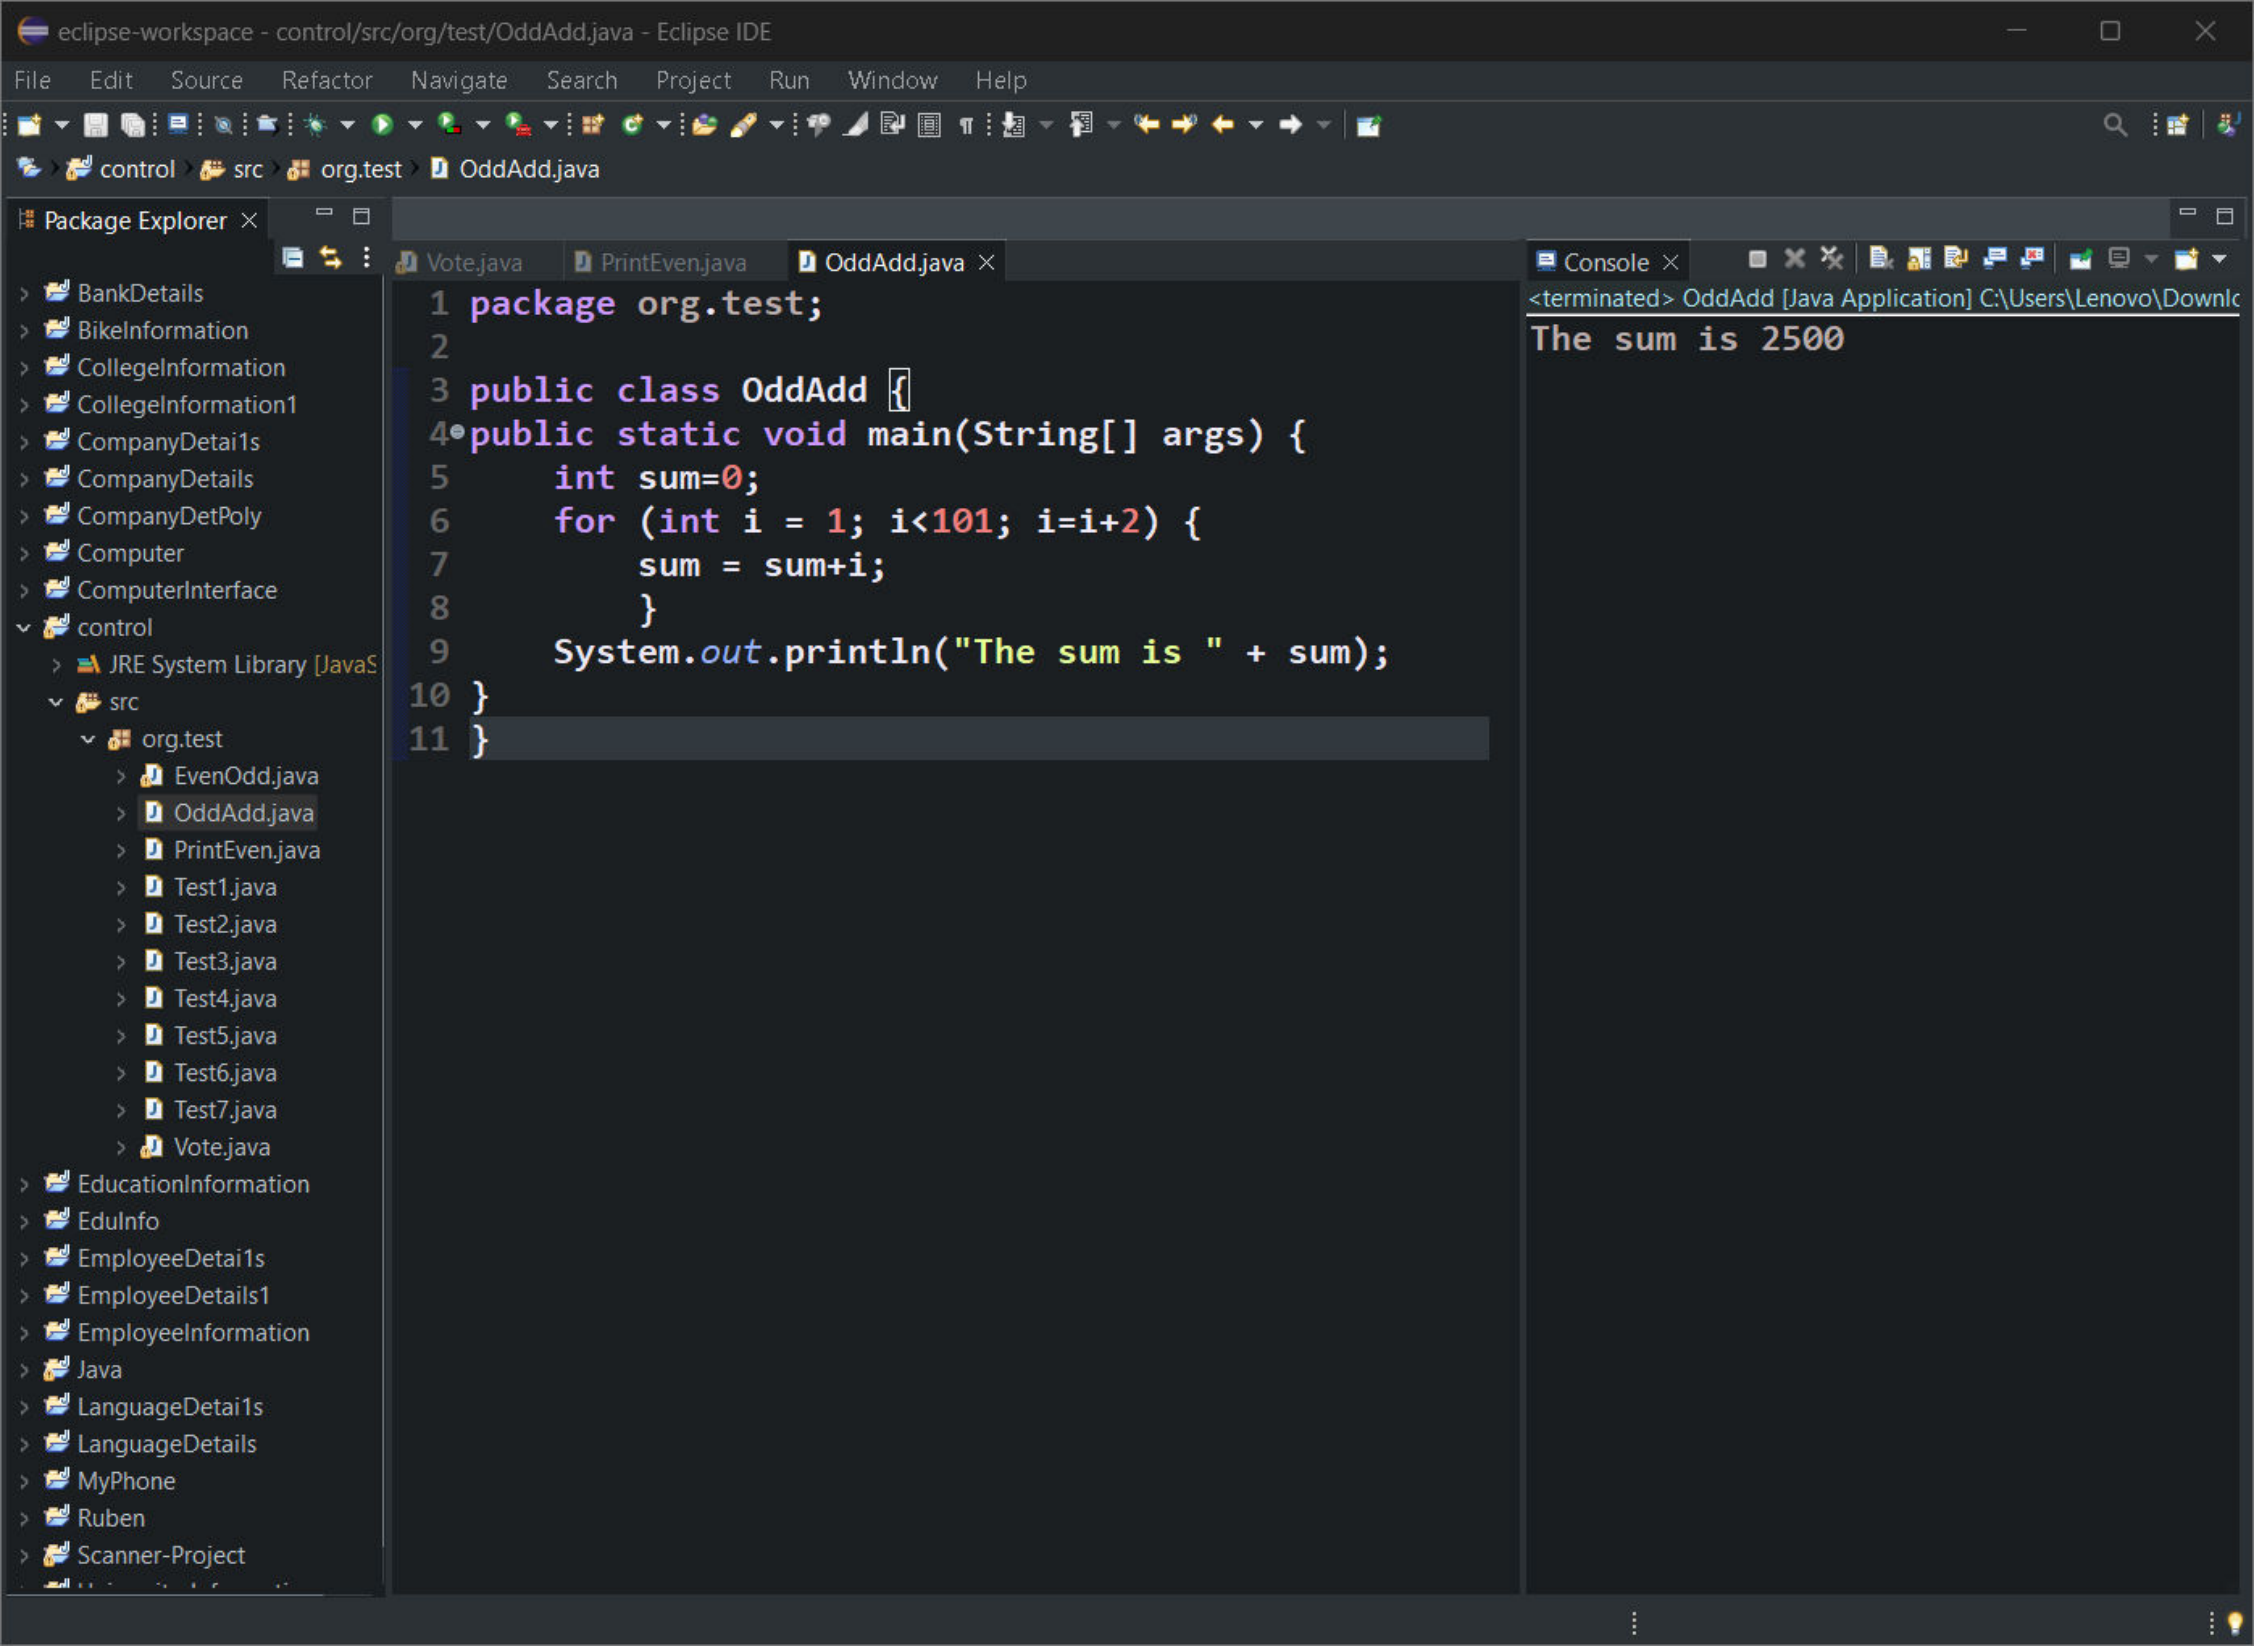 eclipse-workspace - control/src/org/test/OddAdd.java - Eclipse IDE
File Edit Source Refactor Navigate Search Project Run Window Help
control src org.test OddAdd.java
Package Explorer
BankDetails
BikeInformation
CollegeInformation
CollegeInformation1
CompanyDetai1s
CompanyDetails
CompanyDetPoly
Computer
ComputerInterface
control
JRE System Library [JavaS
src
org.test
EvenOdd.java
OddAdd.java
PrintEven.java
Test1.java
Test2.java
Test3.java
Test4.java
Test5.java
Test6.java
Test7.java
Vote.java
EducationInformation
EduInfo
EmployeeDetai1s
EmployeeDetails1
EmployeeInformation
Java
LanguageDetai1s
LanguageDetails
MyPhone
Ruben
Scanner-Project
Vote.java PrintEven.java OddAdd.java
1 package org.test;
2
3 public class OddAdd {
4 public static void main(String[] args) {
5 int sum=0;
6 for (int i = 1; i<101; i=i+2) {
7 sum = sum+i;
8 }
9 System.out.println("The sum is " + sum);
10 }
11 }
Console
<terminated> OddAdd [Java Application] C:\Users\Lenovo\Downlo
The sum is 2500